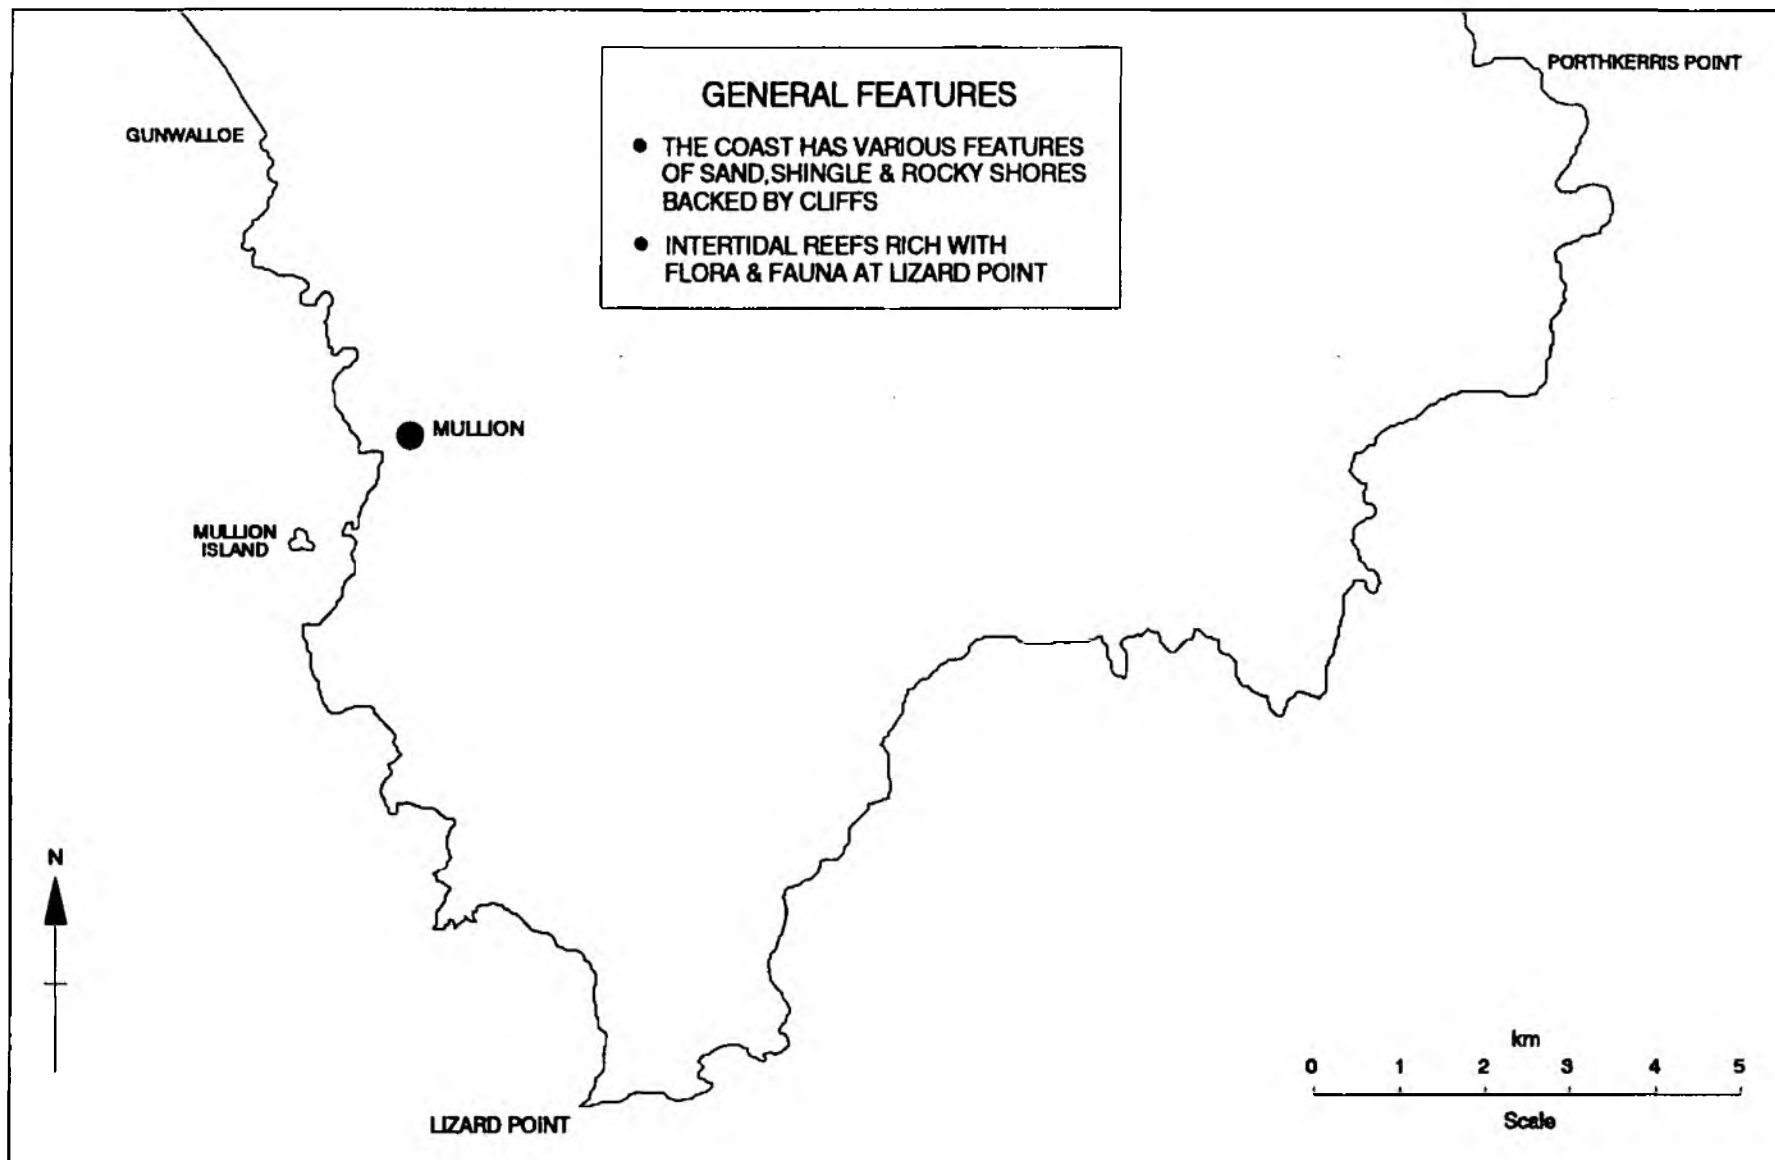 PORTHKERRIS POINT
GUNWALLOE
GENERAL FEATURES
● THE COAST HAS VARIOUS FEATURES
OF SAND,SHINGLE & ROCKY SHORES
BACKED BY CLIFFS
● INTERTIDAL REEFS RICH WITH
FLORA & FAUNA AT LIZARD POINT
MULLION
MULLION
ISLAND
N
LIZARD POINT
km
0 1 2 3 4 5
Scale